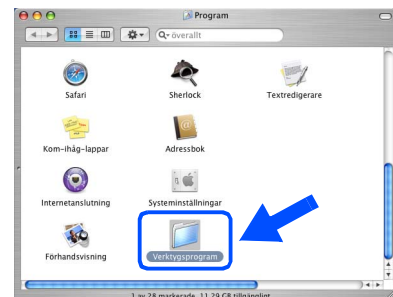 Program
överallt
Safari
Sherlock
Textredigerare
Kom-ihåg-lappar
Adressbok
Internetanslutning
Systeminställningar
Förhandsvisning
Verktygsprogram
1 av 28 markerade, 11,29 GB tillgängligt